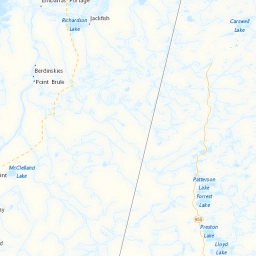 Embarras Portage
Richardson
Lake
Jackfish
Carswell
Lake
Bordinskies
Point Brule
McClelland
Lake
Patterson
Lake
Forrest
Lake
955
Preston
Lake
Lloyd
Lake